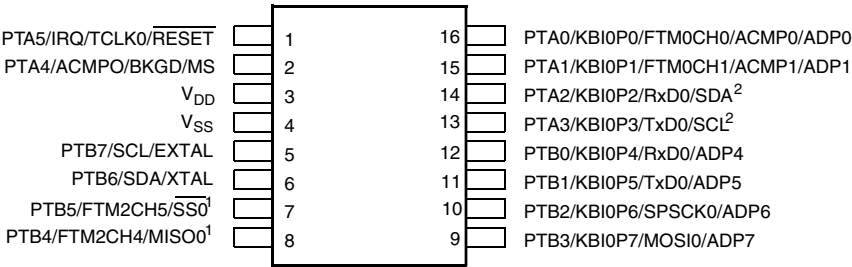 PTA5/IRQ/TCLK0/RESET 1 16 PTA0/KBI0P0/FTM0CH0/ACMP0/ADP0
PTA4/ACMPO/BKGD/MS 2 15 PTA1/KBI0P1/FTM0CH1/ACMP1/ADP1
VDD 3 14 PTA2/KBI0P2/RxD0/SDA2
VSS 4 13 PTA3/KBI0P3/TxD0/SCL2
PTB7/SCL/EXTAL 5 12 PTB0/KBI0P4/RxD0/ADP4
PTB6/SDA/XTAL 6 11 PTB1/KBI0P5/TxD0/ADP5
PTB5/FTM2CH5/SS01 7 10 PTB2/KBI0P6/SPSCK0/ADP6
PTB4/FTM2CH4/MISO01 8 9 PTB3/KBI0P7/MOSI0/ADP7